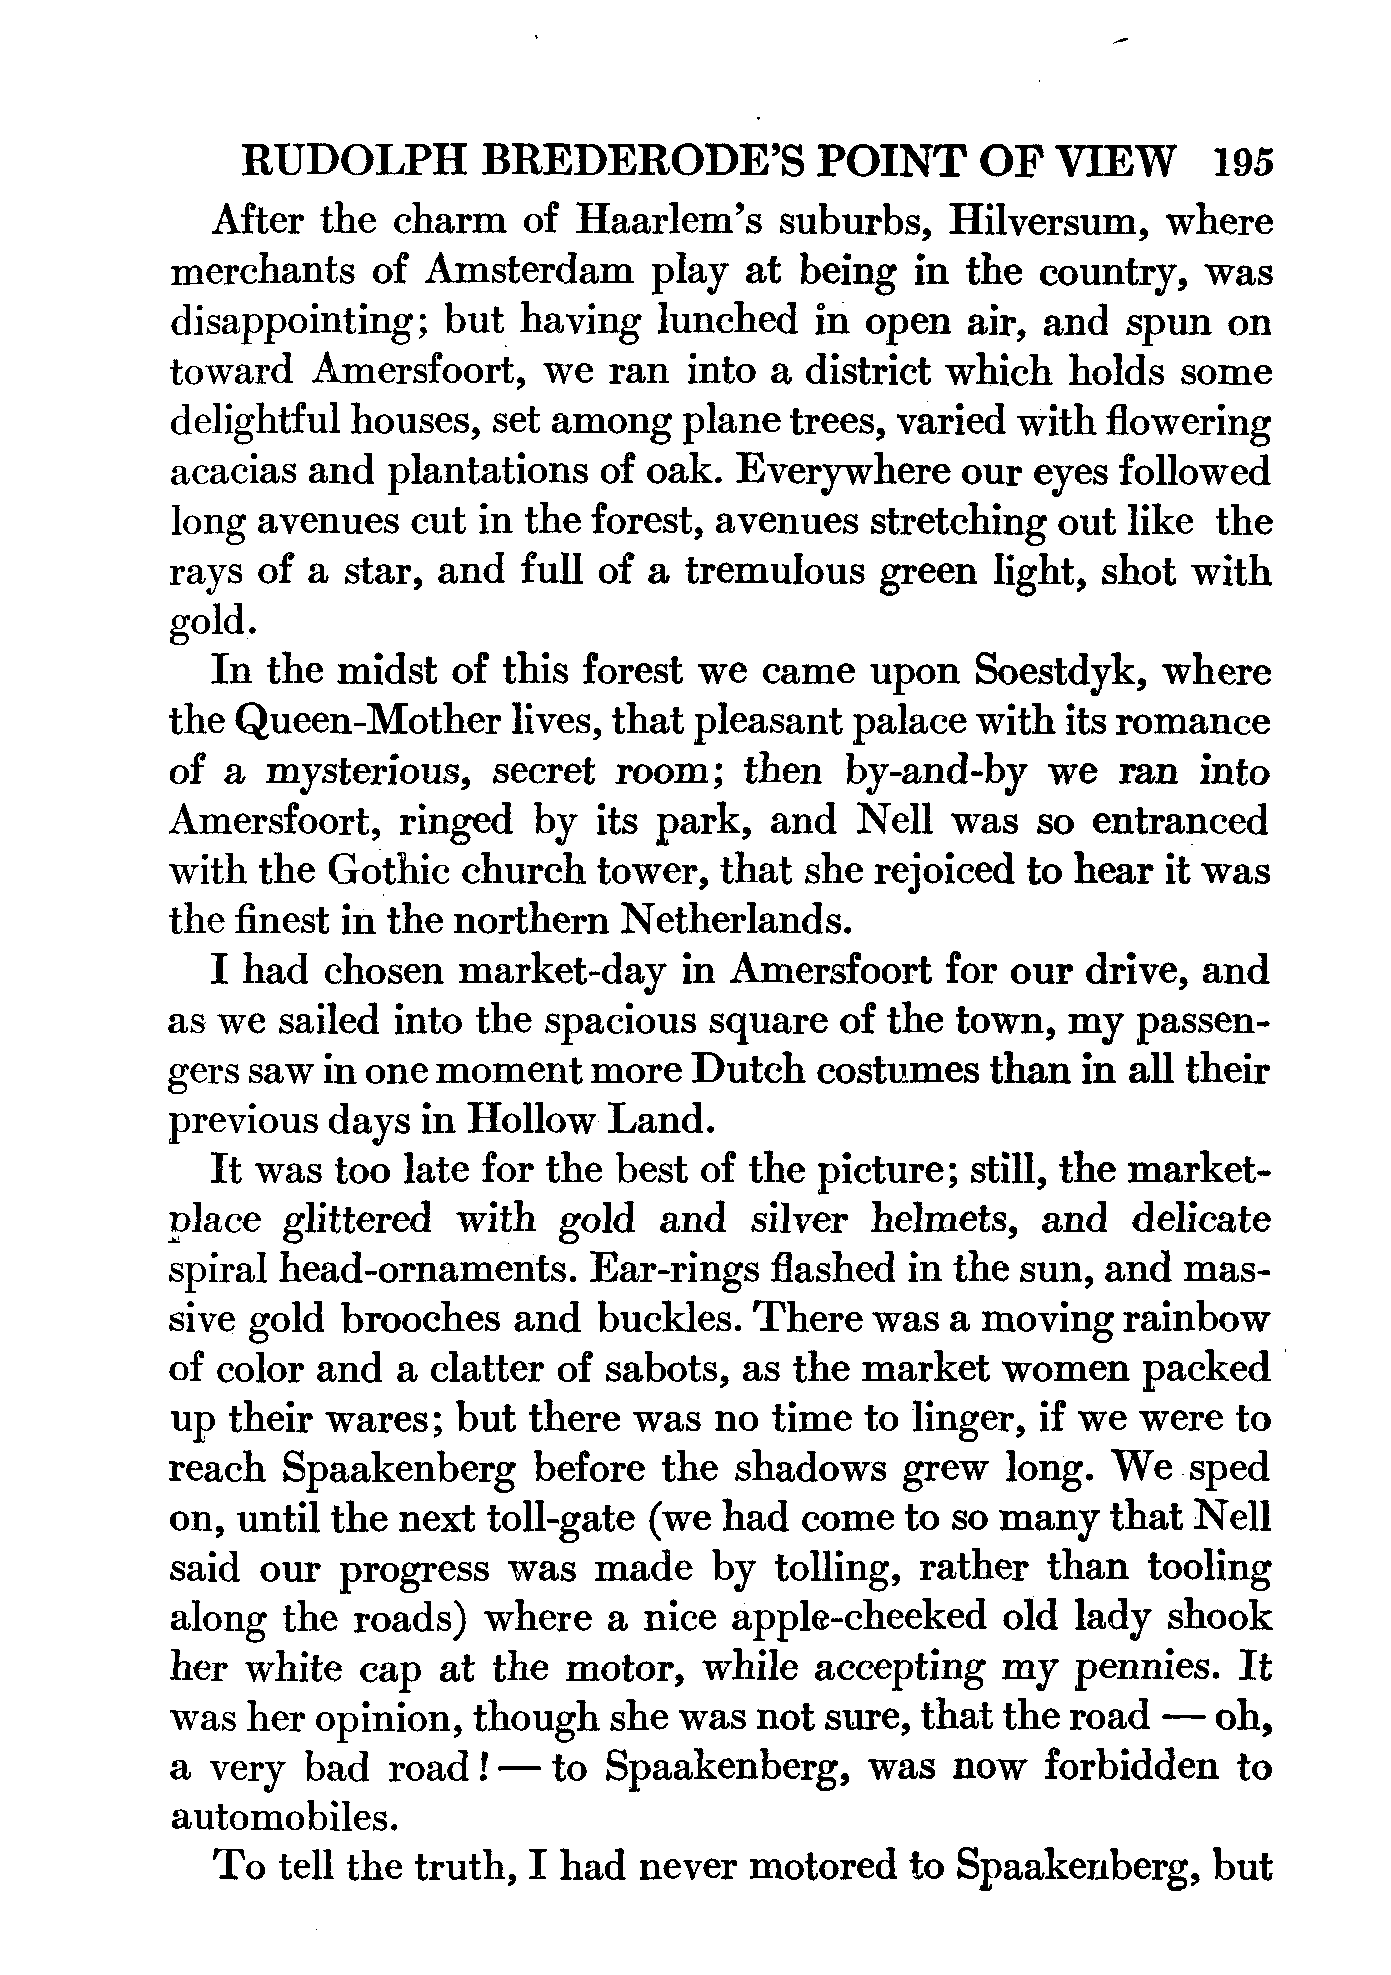 RUDOLPH BREDERODE'S POINT OF VIEW 195
After the charm of Haarlem's suburbs, Hilversum, where
merchants of Amsterdam play at being in the country, was
disappointing; but having lunched in open air, and spun on
toward Amersfoort, we ran into a district which holds some
delightful houses, set among plane trees, varied with flowering
acacias and plantations of oak. Everywhere our eyes followed
long avenues cut in the forest, avenues stretching out like the
rays of a star, and full of a tremulous green light, shot with
gold.
In the midst of this forest we came upon Soestdyk, where
the Queen-Mother lives, that pleasant palace with its romance
of a mysterious, secret room; then by-and-by we ran into
Amersfoort, ringed by its park, and Nell was so entranced
with the Gothic church tower, that she rejoiced to hear it was
the finest in the northern Netherlands.
I had chosen market-day in Amersfoort for our drive, and
as we sailed into the spacious square of the town, my passen-
gers saw in one moment more Dutch costumes than in all their
previous days in Hollow Land.
It was too late for the best of the picture; still, the market-
place glittered with gold and silver helmets, and delicate
spiral head-ornaments. Ear-rings flashed in the sun, and mas-
sive gold brooches and buckles. There was a moving rainbow
of color and a clatter of sabots, as the market women packed
up their wares; but there was no time to linger, if we were to
reach Spaakenberg before the shadows grew long. We sped
on, until the next toll-gate (we had come to so many that Nell
said our progress was made by tolling, rather than tooling
along the roads) where a nice apple-cheeked old lady shook
her white cap at the motor, while accepting my pennies. It
was her opinion, though she was not sure, that the road — oh,
a very bad road! — to Spaakenberg, was now forbidden to
automobiles.
To tell the truth, I had never motored to Spaakenberg, but